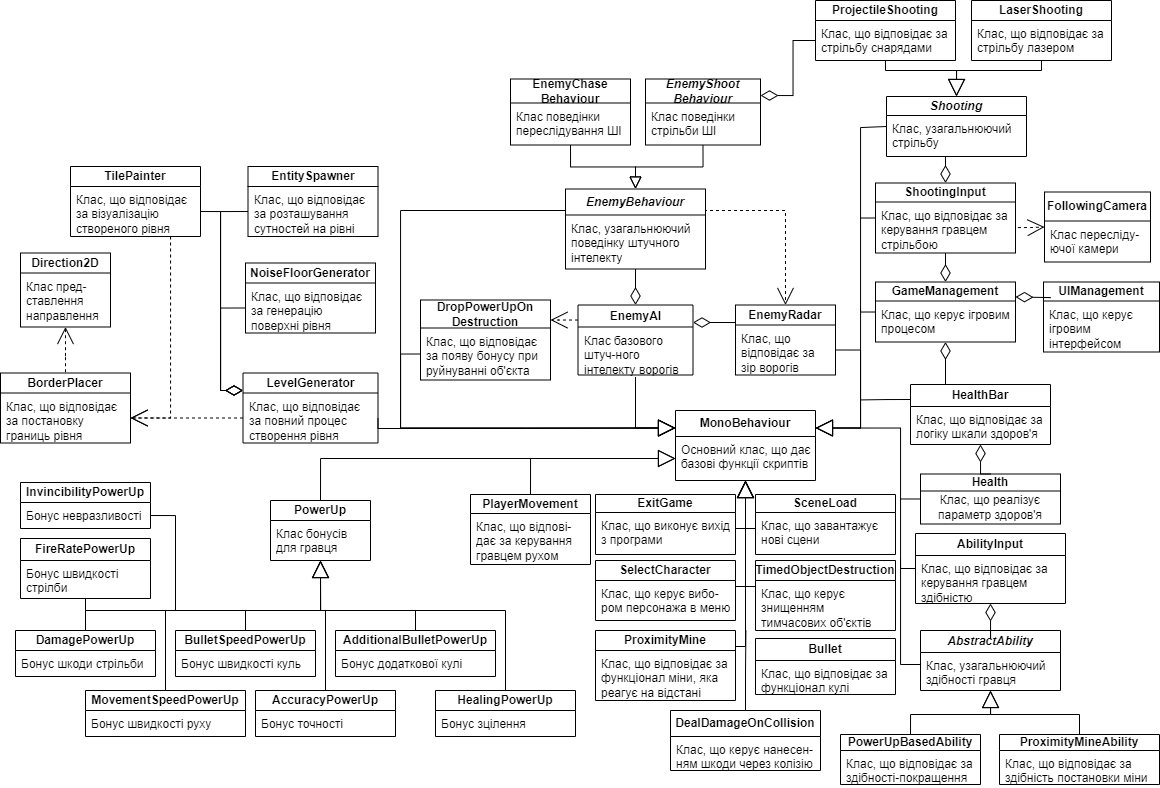 ProjectileShooting
Клас, що відповідає за
стрільбу снарядами
LaserShooting
Клас, що відповідає за
стрільбу лазером
EnemyChase
Behaviour
Клас поведінки
переслідування ШІ
EnemyShoot
Behaviour
Клас поведінки
стрільби ШІ
Shooting
Клас, узагальнюючий
стрільбу
TilePainter
Клас, що відповідає
за візуалізацію
створеного рівня
EntitySpawner
Клас, що відповідає
за розташування
сутностей на рівні
EnemyBehaviour
Клас, узагальнюючий
поведінку штучного
інтелекту
ShootingInput
Клас, що відповідає за
керування гравцем
стрільбою
FollowingCamera
Клас пересліду-
ючої камери
Direction2D
Клас пред-
ставлення
направлення
NoiseFloorGenerator
Клас, що відповідає
за генерацію
поверхні рівня
DropPowerUpOn
Destruction
Клас, що відповідає
за появу бонусу при
руйнуванні об'єкта
EnemyAI
Клас базового
штуч-ного
інтелекту ворогів
EnemyRadar
Клас, що
відповідає за
зір ворогів
GameManagement
Клас, що керує ігровим
процесом
UIManagement
Клас, що керує
ігровим
інтерфейсом
BorderPlacer
Клас, що відповідає
за постановку
границь рівня
LevelGenerator
Клас, що відповідає
за повний процес
створення рівня
MonoBehaviour
Основний клас, що дає
базові функції скриптів
HealthBar
Клас, що відповідає за
логіку шкали здоров'я
Health
Клас, що реалізує
параметр здоров'я
InvincibilityPowerUp
Бонус невразливості
PowerUp
Клас бонусів
для гравця
PlayerMovement
Клас, що відпові-
дає за керування
гравцем рухом
ExitGame
Клас, що виконує вихід
з програми
SceneLoad
Клас, що завантажує
нові сцени
FireRatePowerUp
Бонус швидкості
стрілби
SelectCharacter
Клас, що керує вибо-
ром персонажа в меню
TimedObjectDestruction
Клас, що керує
знищенням
тимчасових об'єктів
AbilityInput
Клас, що відповідає за
керування гравцем
здібністю
DamagePowerUp
Бонус шкоди стрільби
BulletSpeedPowerUp
Бонус швидкість куль
AdditionalBulletPowerUp
Бонус додаткової кулі
ProximityMine
Клас, що відповідає за
функціонал міни, яка
реагує на відстані
Bullet
Клас, що відповідає за
функціонал кулі
AbstractAbility
Клас, узагальнюючий
здібності гравця
MovementSpeedPowerUp
Бонус швидкості руху
AccuracyPowerUp
Бонус точності
HealingPowerUp
Бонус зцілення
DealDamageOnCollision
Клас, що керує нанесен-
ням шкоди через колізію
PowerUpBasedAbility
Клас, що відповідає за
здібності-покращення
ProximityMineAbility
Клас, що відповідає за
здібність постановки міни